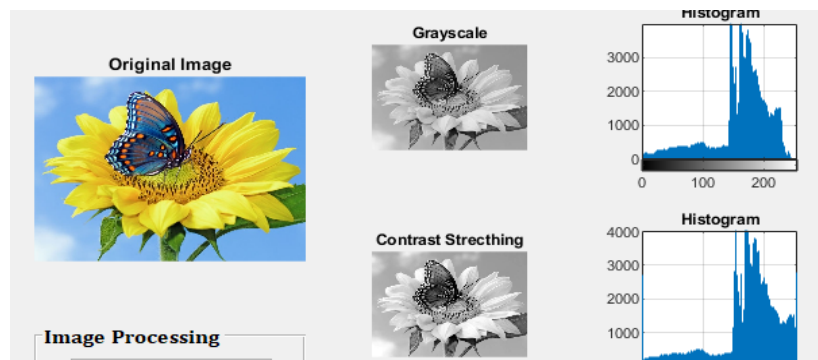 Original Image
Image Processing
Grayscale
Contrast Strecthing
Histogram
3000
2000
1000
0
0 100 200
Histogram
4000
3000
2000
1000